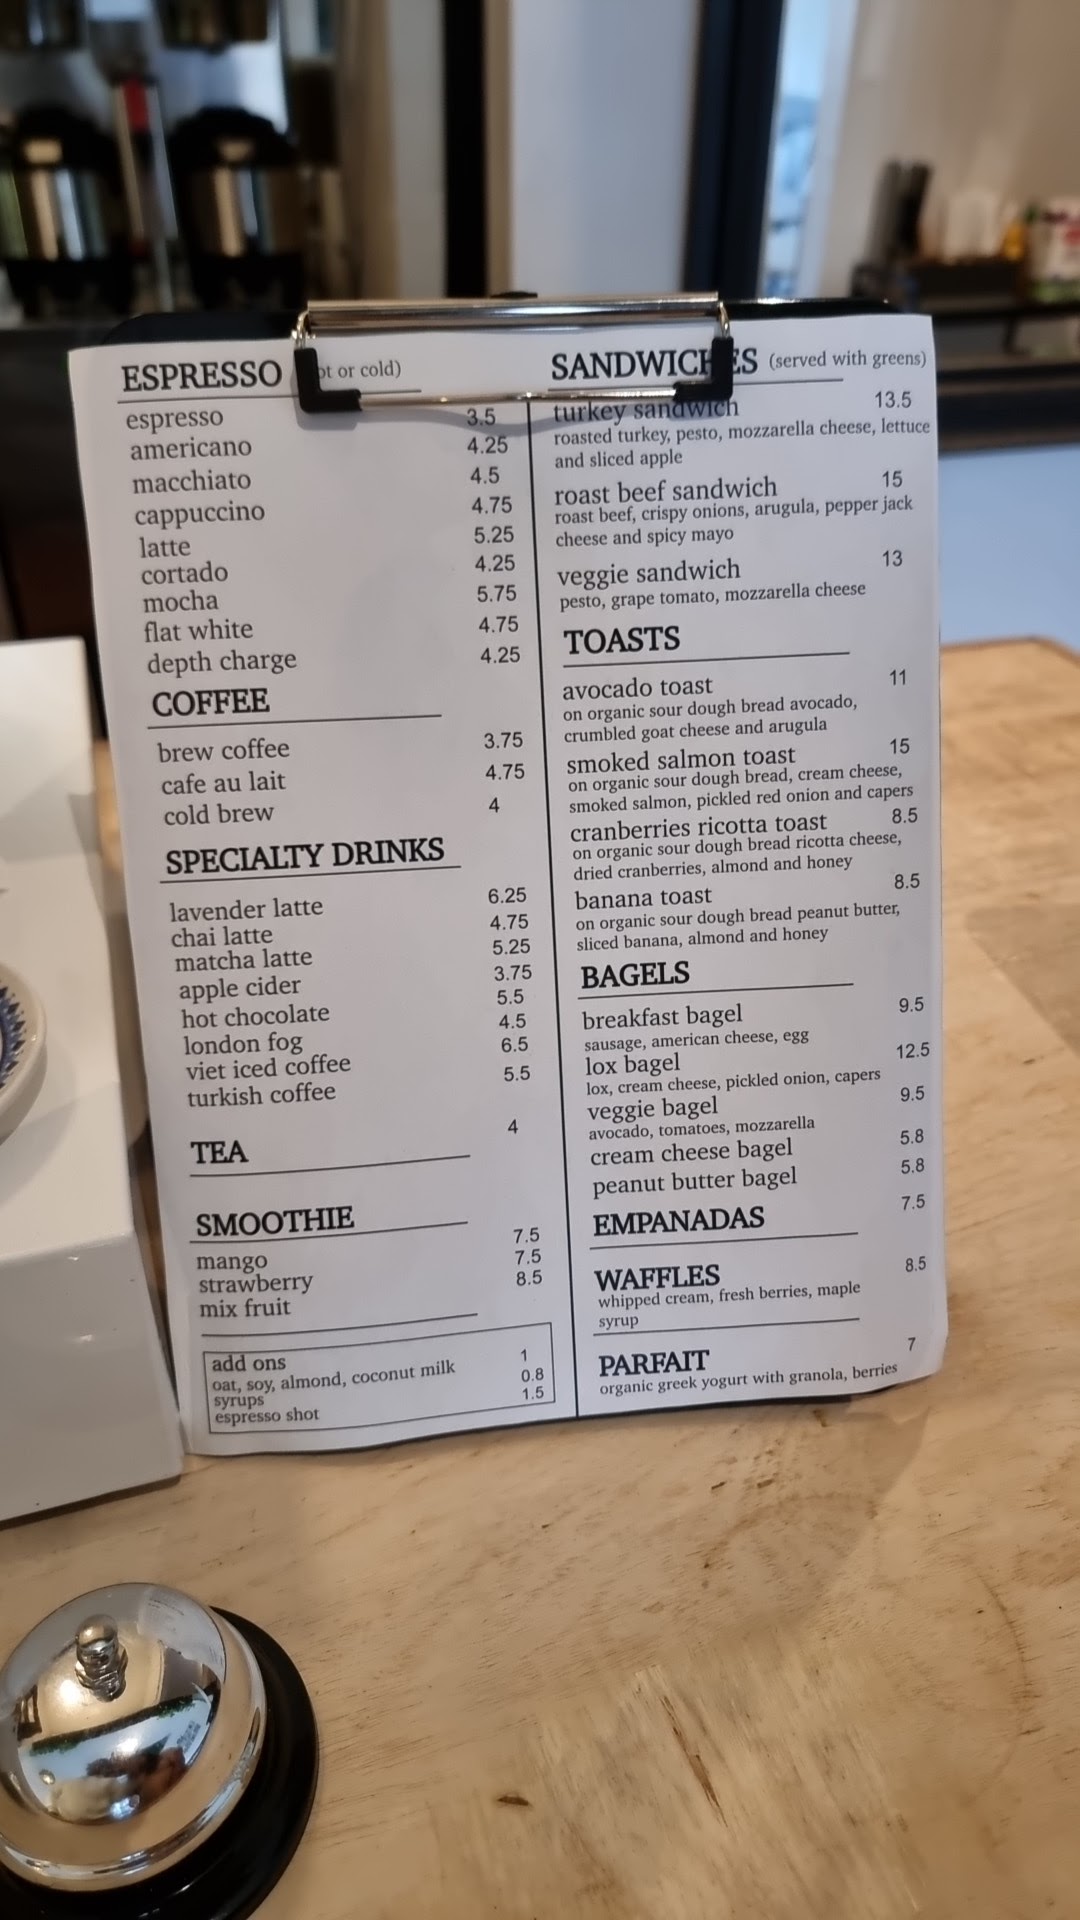 ESPRESSO ot or cold)
espresso 3.5
americano 4.25
macchiato 4.5
cappuccino 4.75
latte 5.25
cortado 4.25
mocha 5.75
flat white 4.75
depth charge 4.25
COFFEE
brew coffee 3.75
cafe au lait 4.75
cold brew 4
SPECIALTY DRINKS
lavender latte 6.25
chai latte 4.75
matcha latte 5.25
apple cider 3.75
hot chocolate 5.5
london fog 4.5
viet iced coffee 6.5
turkish coffee 5.5
TEA 4
SMOOTHIE
mango 7.5
strawberry 7.5
mix fruit 8.5
add ons
oat, soy, almond, coconut milk 1
syrups 0.8
espresso shot 1.5
SANDWICHES (served with greens)
turkey sandwich 13.5
roasted turkey, pesto, mozzarella cheese, lettuce
and sliced apple
roast beef sandwich 15
roast beef, crispy onions, arugula, pepper jack
cheese and spicy mayo
veggie sandwich 13
pesto, grape tomato, mozzarella cheese
TOASTS
avocado toast 11
on organic sour dough bread avocado,
crumbled goat cheese and arugula
smoked salmon toast 15
on organic sour dough bread, cream cheese,
smoked salmon, pickled red onion and capers
cranberries ricotta toast 8.5
on organic sour dough bread ricotta cheese,
dried cranberries, almond and honey
banana toast 8.5
on organic sour dough bread peanut butter,
sliced banana, almond and honey
BAGELS
breakfast bagel 9.5
sausage, american cheese, egg
lox bagel 12.5
lox, cream cheese, pickled onion, capers
veggie bagel 9.5
avocado, tomatoes, mozzarella
cream cheese bagel 5.8
peanut butter bagel 5.8
EMPANADAS 7.5
WAFFLES 8.5
whipped cream, fresh berries, maple
syrup
PARFAIT 7
organic greek yogurt with granola, berries